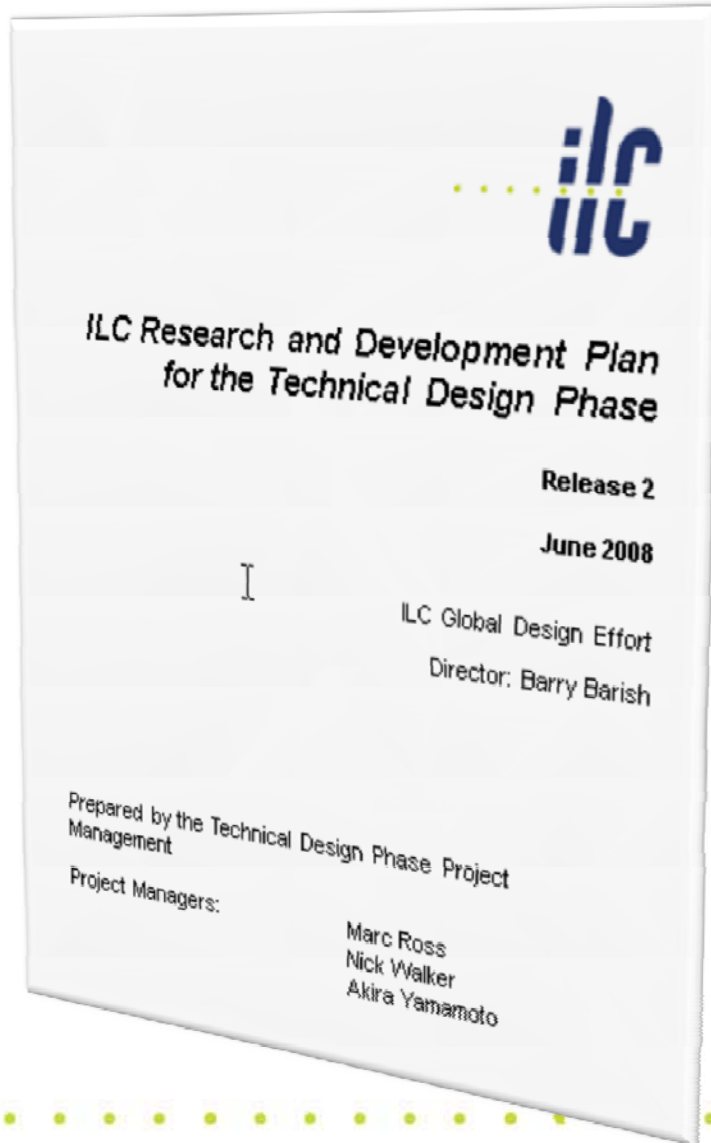 ilc
ILC Research and Development Plan
for the Technical Design Phase
Release 2
June 2008
ILC Global Design Effort
Director: Barry Barish
Prepared by the Technical Design Phase Project
Management
Project Managers:
Marc Ross
Nick Walker
Akira Yamamoto